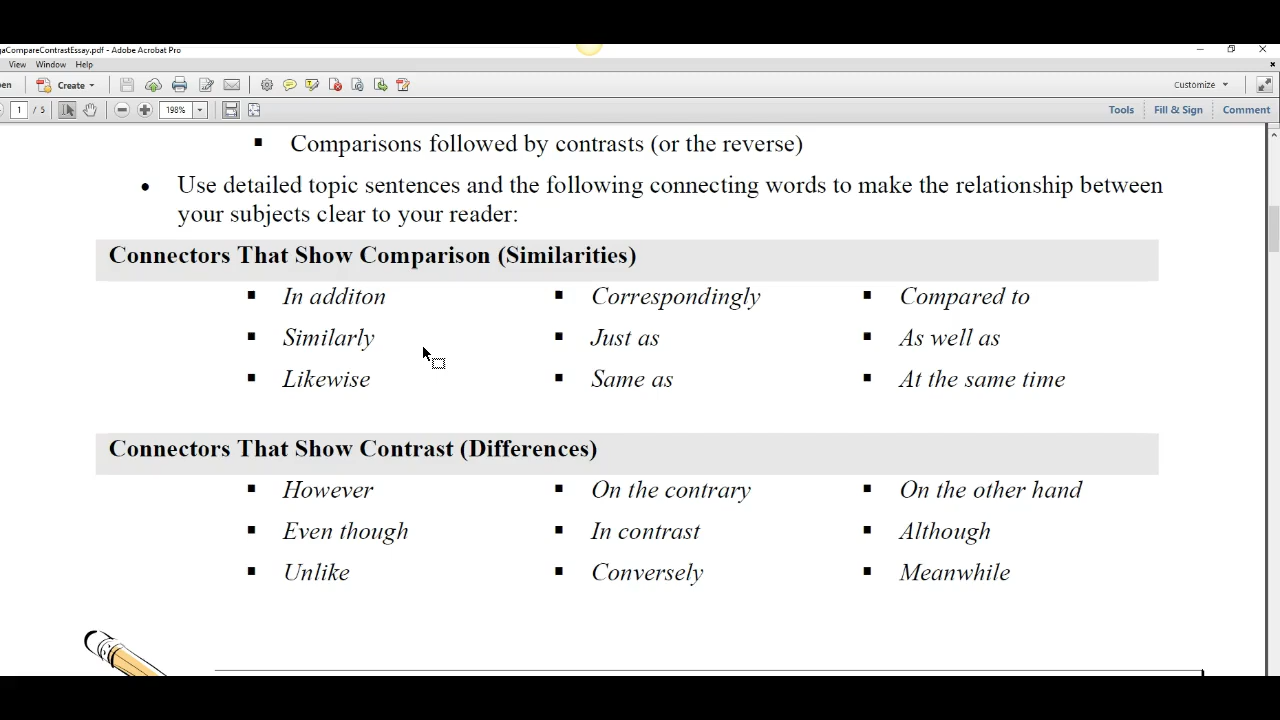 gaCompareContrastEssay.pdf - Adobe Acrobat Pro
View Window Help
Create Customize
1 / 5 198% Tools Fill & Sign Comment
▪ Comparisons followed by contrasts (or the reverse)
• Use detailed topic sentences and the following connecting words to make the relationship between
your subjects clear to your reader:
Connectors That Show Comparison (Similarities)
▪ In additon ▪ Correspondingly ▪ Compared to
▪ Similarly ▪ Just as ▪ As well as
▪ Likewise ▪ Same as ▪ At the same time
Connectors That Show Contrast (Differences)
▪ However ▪ On the contrary ▪ On the other hand
▪ Even though ▪ In contrast ▪ Although
▪ Unlike ▪ Conversely ▪ Meanwhile